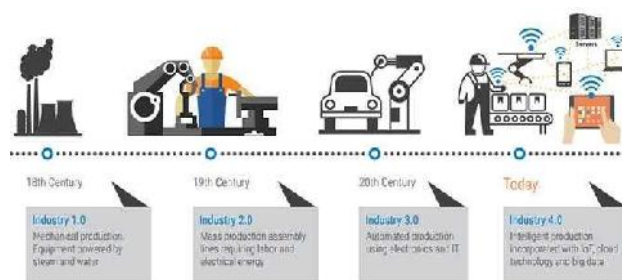 Servers
18th Century
19th Century
20th Century
Today
Industry 1.0
Mechanical production.
Equipment powered by
steam and water
Industry 2.0
Mass production assembly
lines requiring labor and
electrical energy
Industry 3.0
Automated production
using electronics and IT
Industry 4.0
Intelligent production
incorporated with IoT, cloud
technology and big data